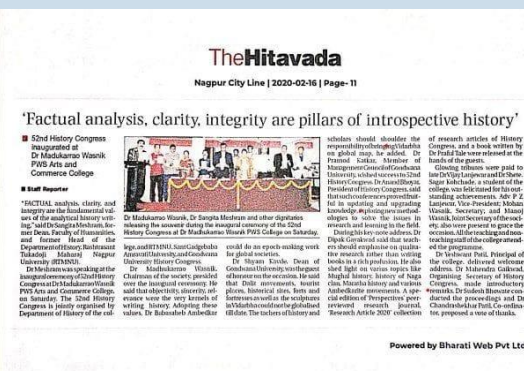 TheHitavada
Nagpur City Line | 2020-02-16 | Page- 11
'Factual analysis, clarity, integrity are pillars of introspective history'
52nd History Congress
inaugurated at
Dr Madukarrao Wasnik
PWS Arts and
Commerce College
Staff Reporter
"FACTUAL analysis, clarity, and
integrity are the fundamental val-
ues of the analytical history writ-
ing," said Dr Sangita Meshram, for-
mer Dean, Faculty of Humanities,
and former Head of the
Department of History, Rashtrasant
Tukadoji Maharaj Nagpur
University (RTMNU).
Dr Meshram was speaking at the
inaugural ceremony of 52nd History
Congress at Dr Madhukarrao Wasnik
PWS Arts and Commerce College,
on Saturday. The 52nd History
Congress is jointly organised by
Department of History of the col-
Dr Madukarrao Wasnik, Dr Sangita Meshram and other dignitaries
releasing the souvenir during the inaugural ceremony of the 52nd
History Congress at Dr Madhukarrao Wasnik PWS College on Saturday.
lege, and RTMNU, Sant Gadgebaba
Amravati University, and Gondwana
University History Congress.
Dr Madhukarrao Wasnik,
Chairman of the society, presided
over the inaugural ceremony. He
said that objectivity, sincerity, rel-
evance were the very kernels of
history writing. Adopting these
values, Dr Babasaheb Ambedkar
could do an epoch-making work
for global societies.
Dr Shyam Kavle, Dean of
Gondwana University, was the guest
of honour on the occasion. He said
that Dalit movements, tourist
places, historical sites, forts and
fortresses as well as the sculptures
in Vidarbha could not be globalised
till date. The teachers of history and
scholars should shoulder the
responsibility of bringing Vidarbha
on global map, he added. Dr
Pramod Katkar, Member of
Management Council of Gondwana
University, wished success to 52nd
History Congress. Dr Anand Bhoyar,
President of History Congress, said
that such conferences proved fruit-
ful in updating and upgrading
knowledge, exploring new method-
ologies to solve the issues in
research and learning in the field.
During his key-note address, Dr
Dipak Gayakwad said that teach-
ers should emphasise on qualita-
tive research rather than writing
books in a rich profusion. He also
shed light on various topics like
Mughal history, history of Naga
clan, Maratha history and various
Ambedkarite movements. A spe-
cial edition of 'Perspectives' peer-
reviewed research journal,
'Research Article 2020' collection
of research articles of History
Congress, and a book written by
Dr Prafull Tale were released at the
hands of the guests.
Glowing tributes were paid to
late Dr Vijay Lanjewar and Dr Shete.
Sagar Kohchade, a student of the
college, was felicitated for his out-
standing achievements. Adv P Z
Lanjewar, Vice-President; Mohan
Wasnik, Secretary; and Manoj
Wasnik, Joint Secretary of the soci-
ety, also were present to grace the
occasion. All the teaching and non-
teaching staff of the college attend-
ed the programme.
Dr Yeshwant Patil, Principal of
the college, delivered welcome
address. Dr Mahendra Gaikwad,
Organising Secretary of History
Congress, made introductory
remarks. Dr Sudesh Bhowate con-
ducted the proceedings and Dr
Chandrashekhar Patil, Co-ordina-
tor, proposed a vote of thanks.
Powered by Bharati Web Pvt Ltd